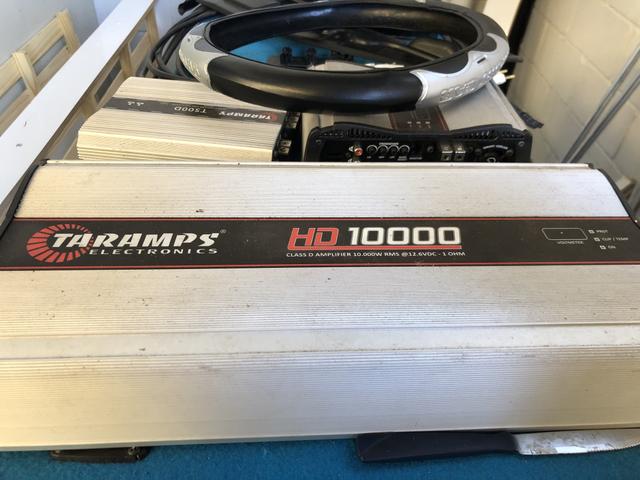 T500D
TARAMPS
TARAMPS®
ELECTRONICS
HD 10000
CLASS D AMPLIFIER 10.000W RMS @12.6VDC - 1 OHM
VOLTMETER
PROT
CLIP / TEMP
ON